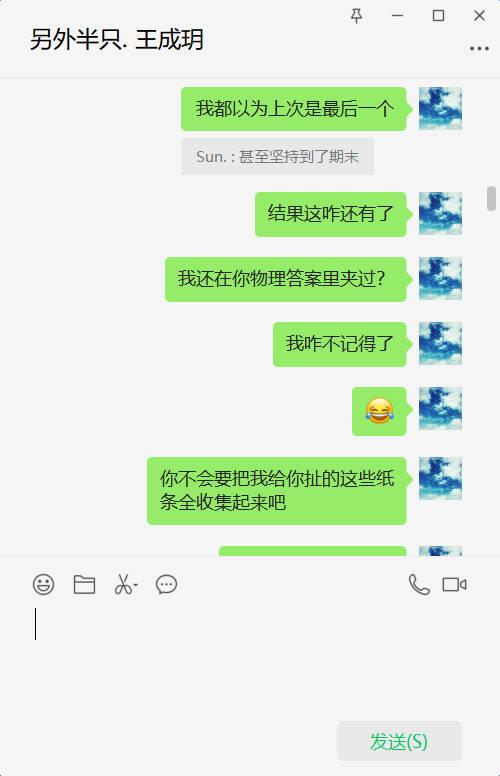 另外半只. 王成玥
我都以为上次是最后一个
Sun. : 甚至坚持到了期末
结果这咋还有了
我还在你物理答案里夹过?
我咋不记得了
😂
你不会要把我给你扯的这些纸
条全收集起来吧
发送(S)